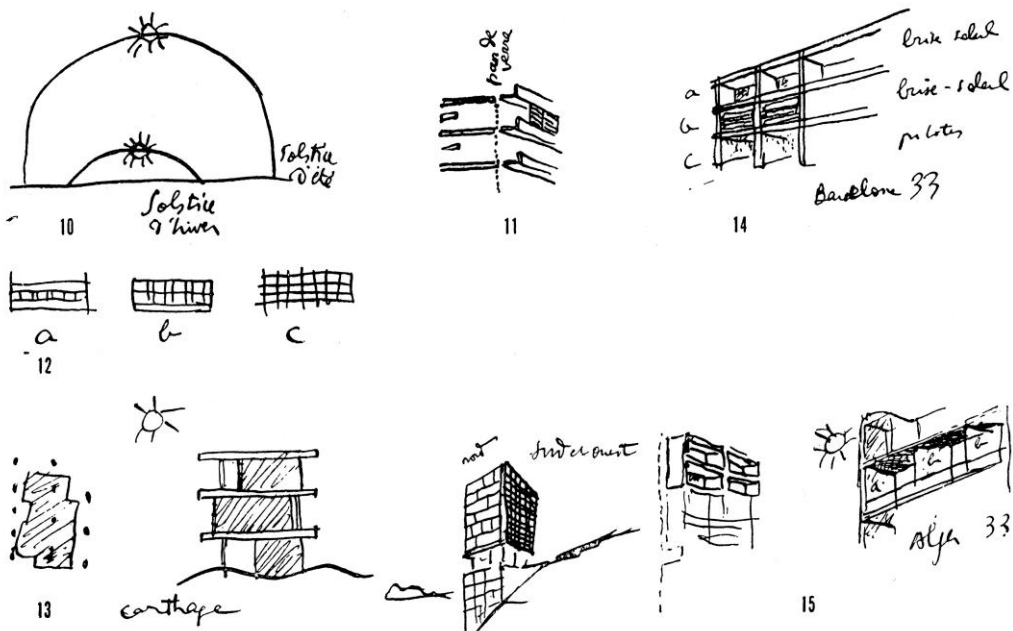 Solstice
d'été
Solstice
d'hiver
10
pan de
verre
11
a
b
c
brise soleil
brise-soleil
pilotis
Barcelone 33
14
a
b
c
12
13
carthage
nord
sud et ouest
a
b
b
Alger 33
15